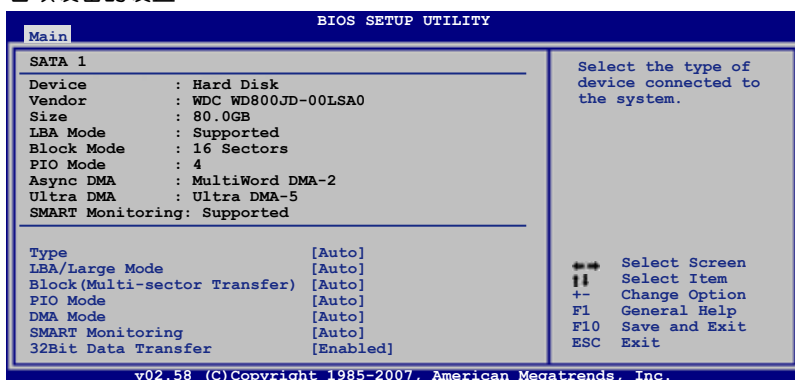 BIOS SETUP UTILITY
Main
SATA 1
Device : Hard Disk
Vendor : WDC WD800JD-00LSA0
Size : 80.0GB
LBA Mode : Supported
Block Mode : 16 Sectors
PIO Mode : 4
Async DMA : MultiWord DMA-2
Ultra DMA : Ultra DMA-5
SMART Monitoring: Supported
Type [Auto]
LBA/Large Mode [Auto]
Block(Multi-sector Transfer) [Auto]
PIO Mode [Auto]
DMA Mode [Auto]
SMART Monitoring [Auto]
32Bit Data Transfer [Enabled]
Select the type of
device connected to
the system.
Select Screen
Select Item
+- Change Option
F1 General Help
F10 Save and Exit
ESC Exit
v02.58 (C)Copyright 1985-2007, American Megatrends, Inc.